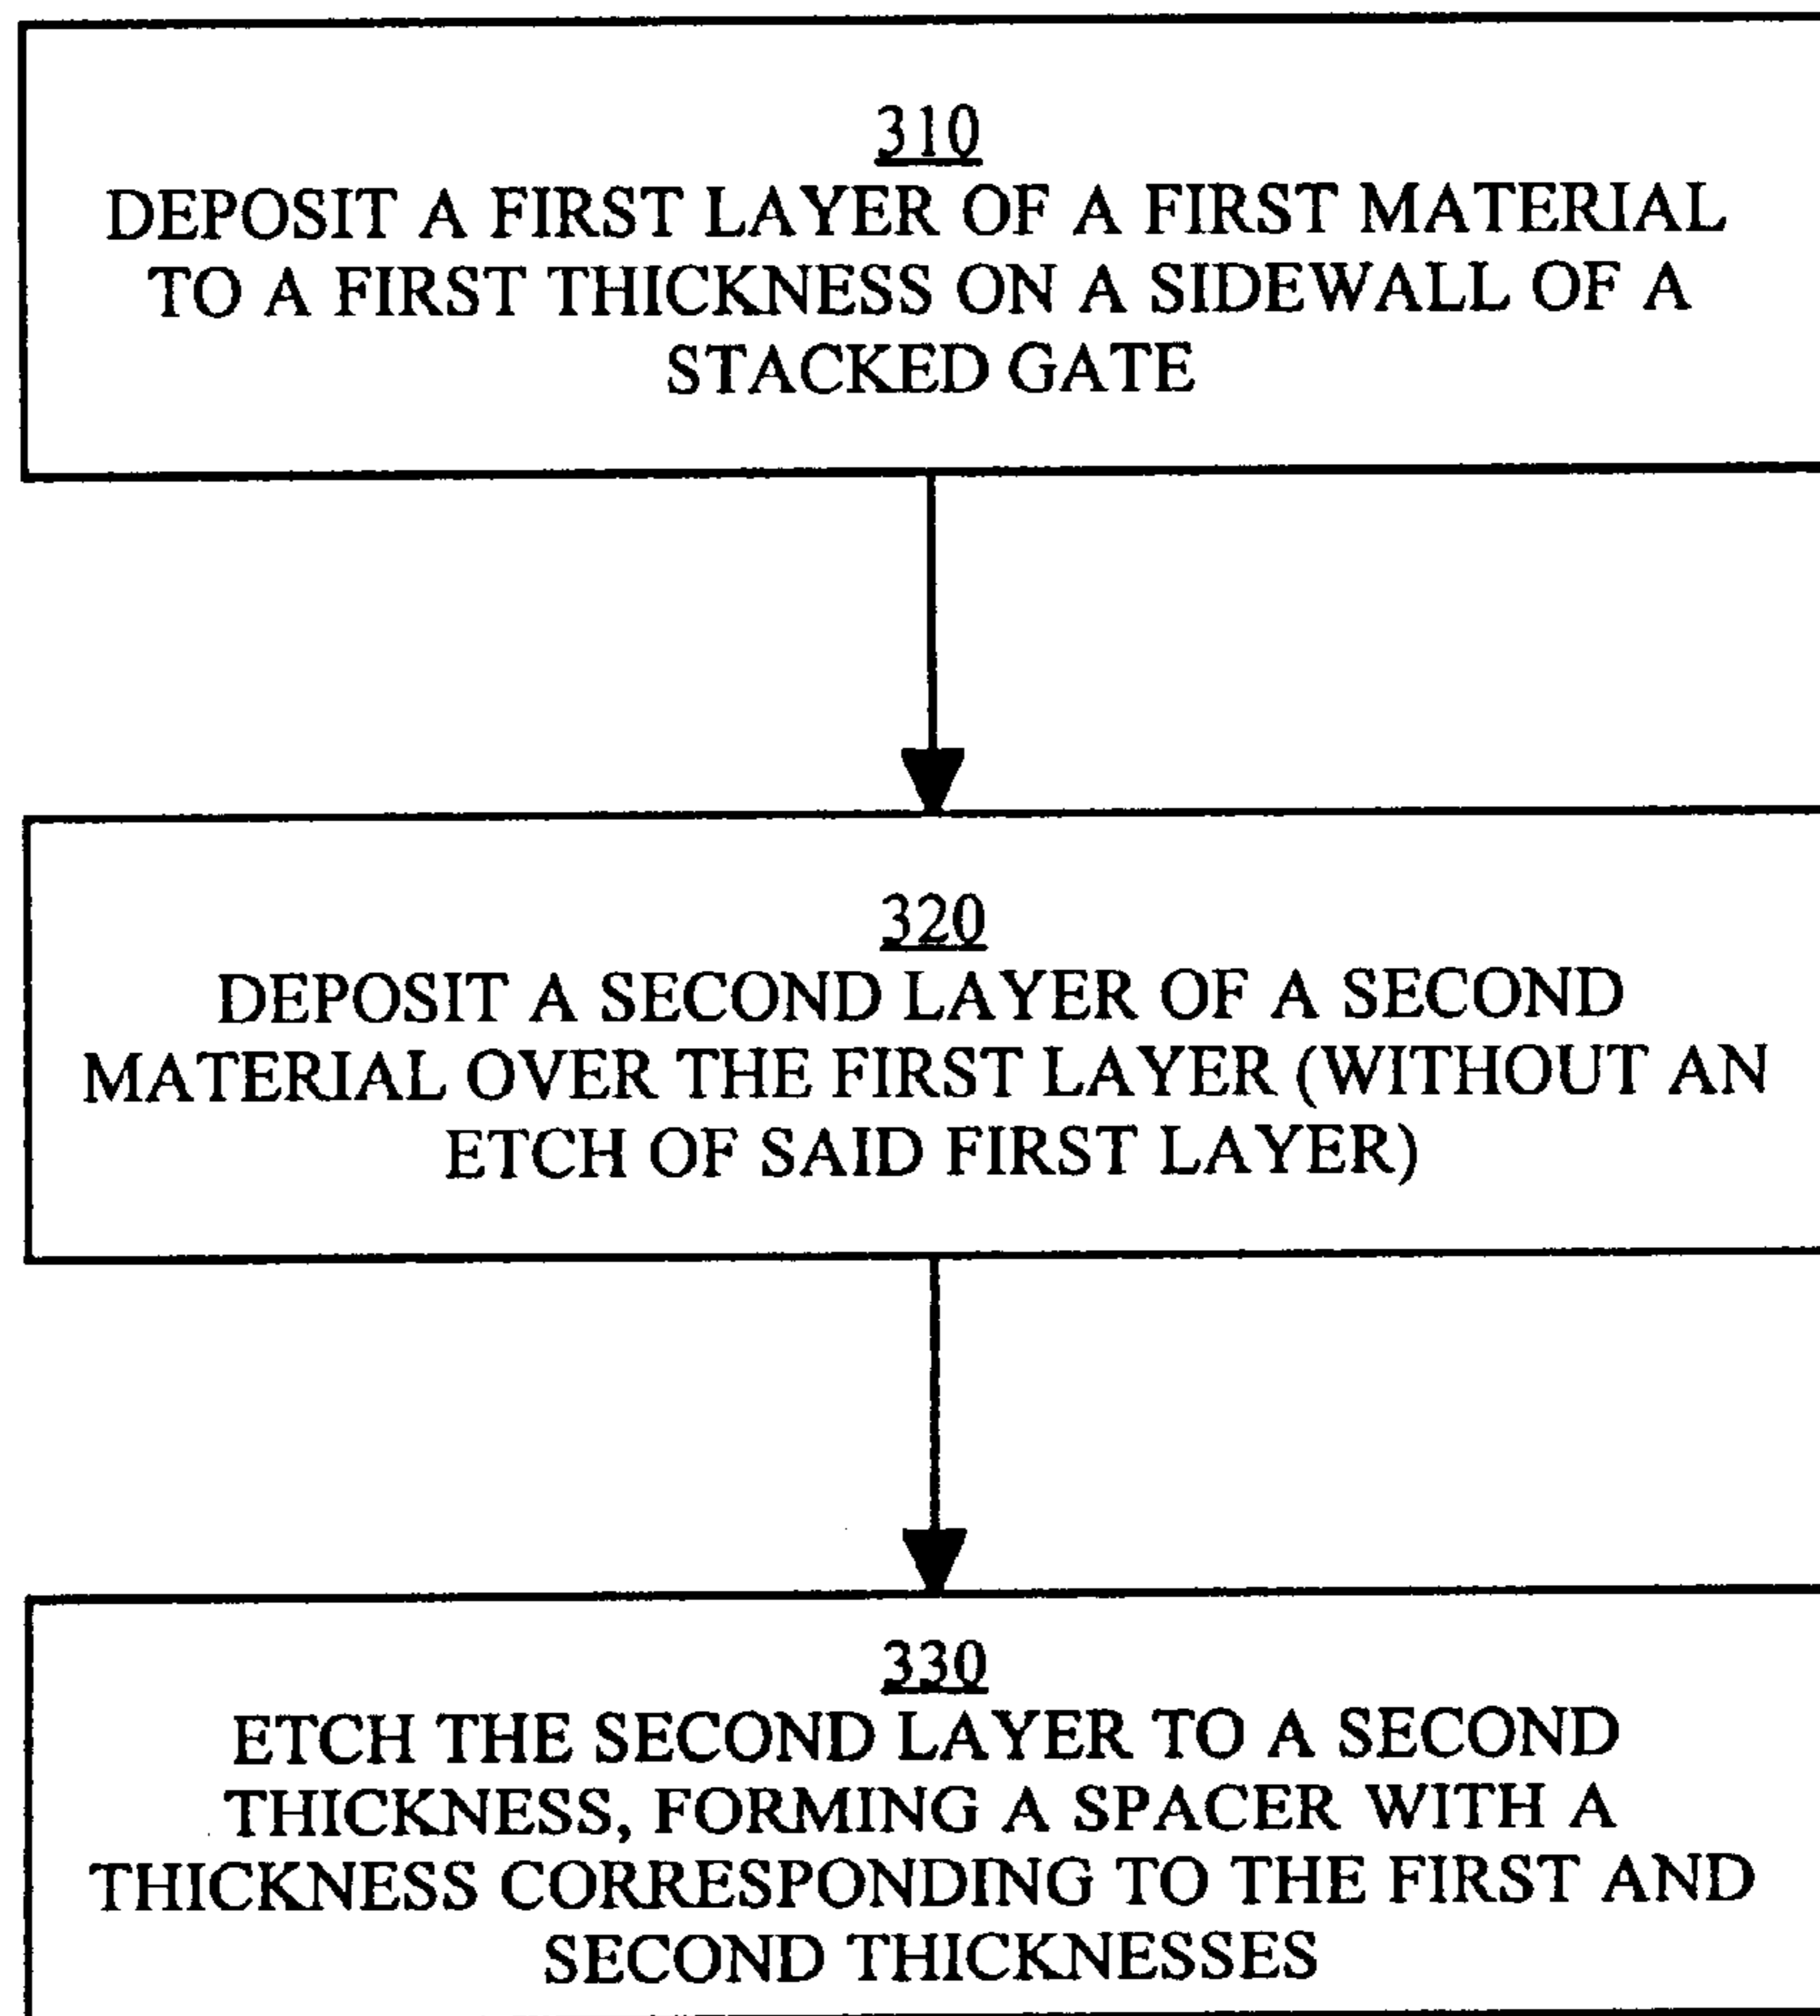 310
DEPOSIT A FIRST LAYER OF A FIRST MATERIAL
TO A FIRST THICKNESS ON A SIDEWALL OF A
STACKED GATE
320
DEPOSIT A SECOND LAYER OF A SECOND
MATERIAL OVER THE FIRST LAYER (WITHOUT AN
ETCH OF SAID FIRST LAYER)
330
ETCH THE SECOND LAYER TO A SECOND
THICKNESS, FORMING A SPACER WITH A
THICKNESS CORRESPONDING TO THE FIRST AND
SECOND THICKNESSES